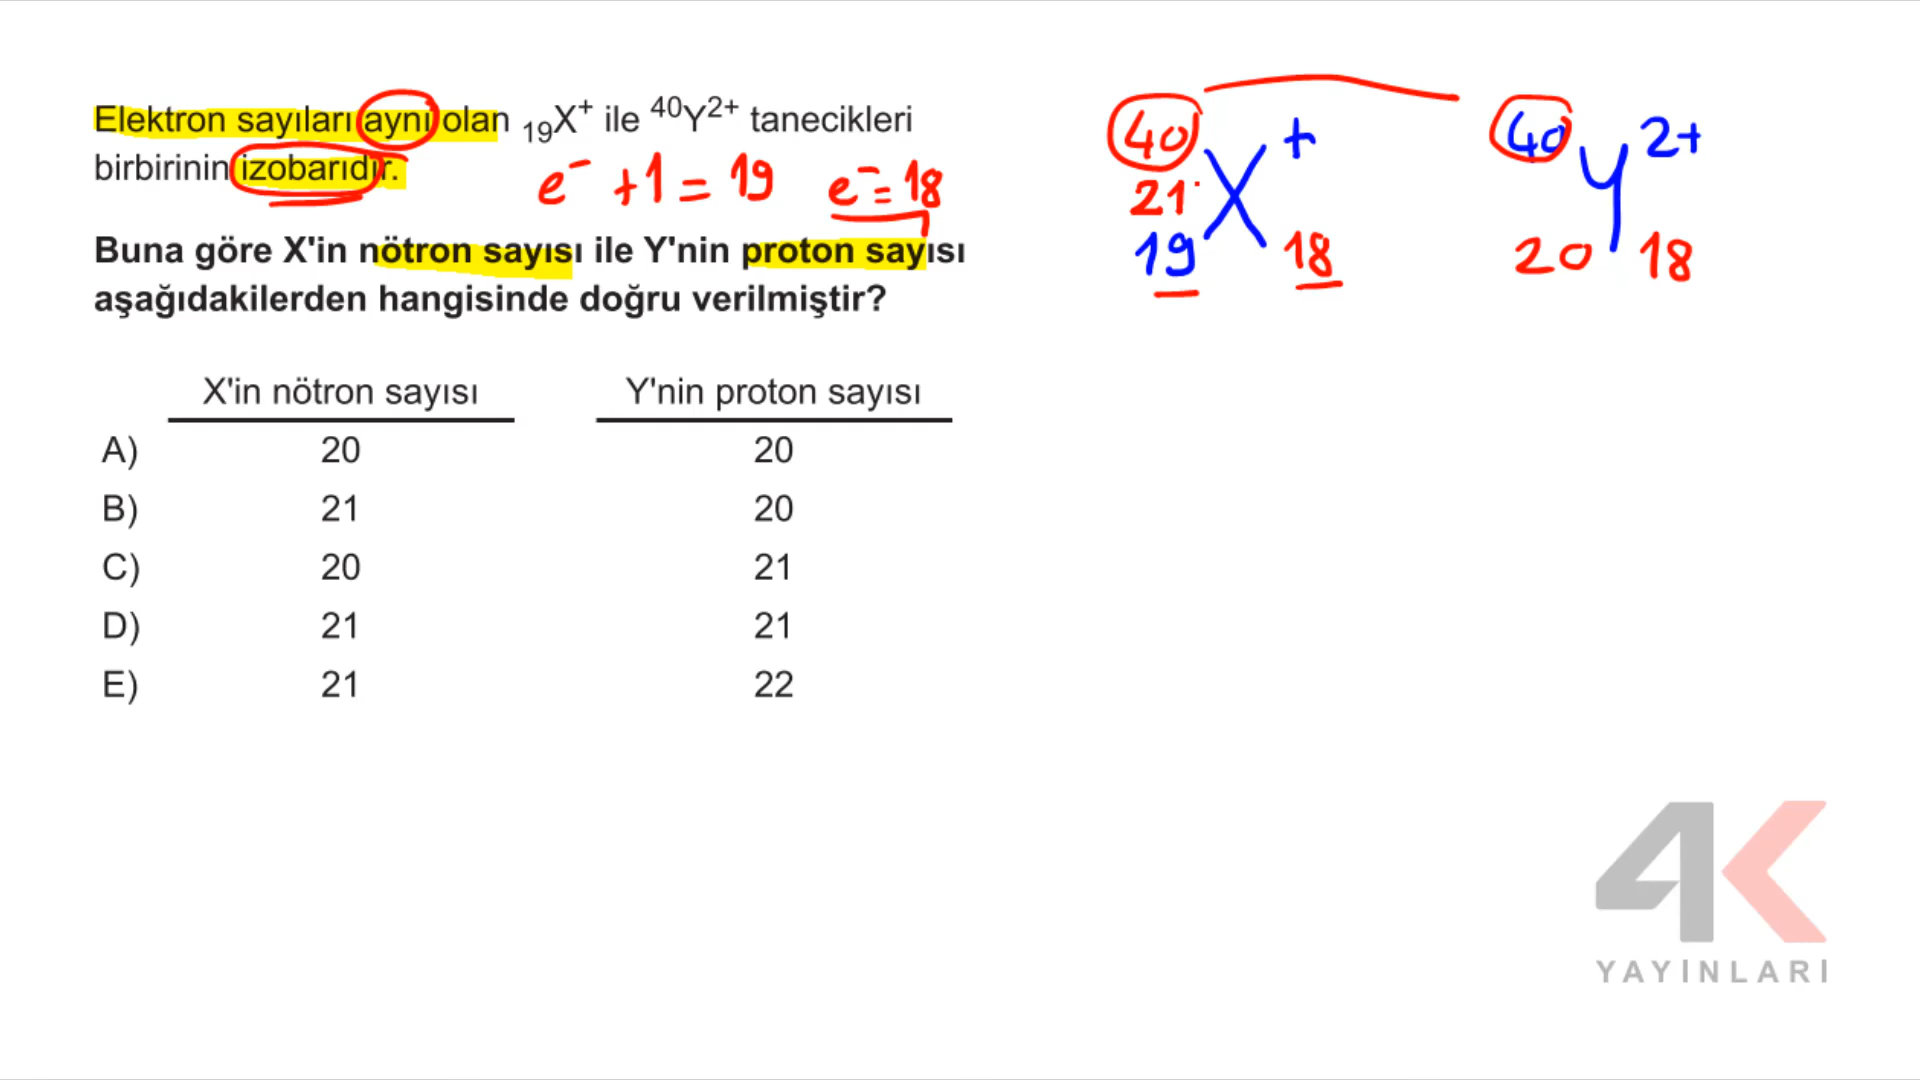 Elektron sayıları aynı olan ₁₉X⁺ ile ⁴⁰Y²⁺ tanecikleri
birbirinin izobarıdır.
e⁻ +1 = 19 e⁻ = 18
Buna göre X'in nötron sayısı ile Y'nin proton sayısı
aşağıdakilerden hangisinde doğru verilmiştir?
X'in nötron sayısı Y'nin proton sayısı
A) 20 20
B) 21 20
C) 20 21
D) 21 21
E) 21 22
40 X + 40 Y 2+
21
19 18 20 18
4K
YAYINLARI